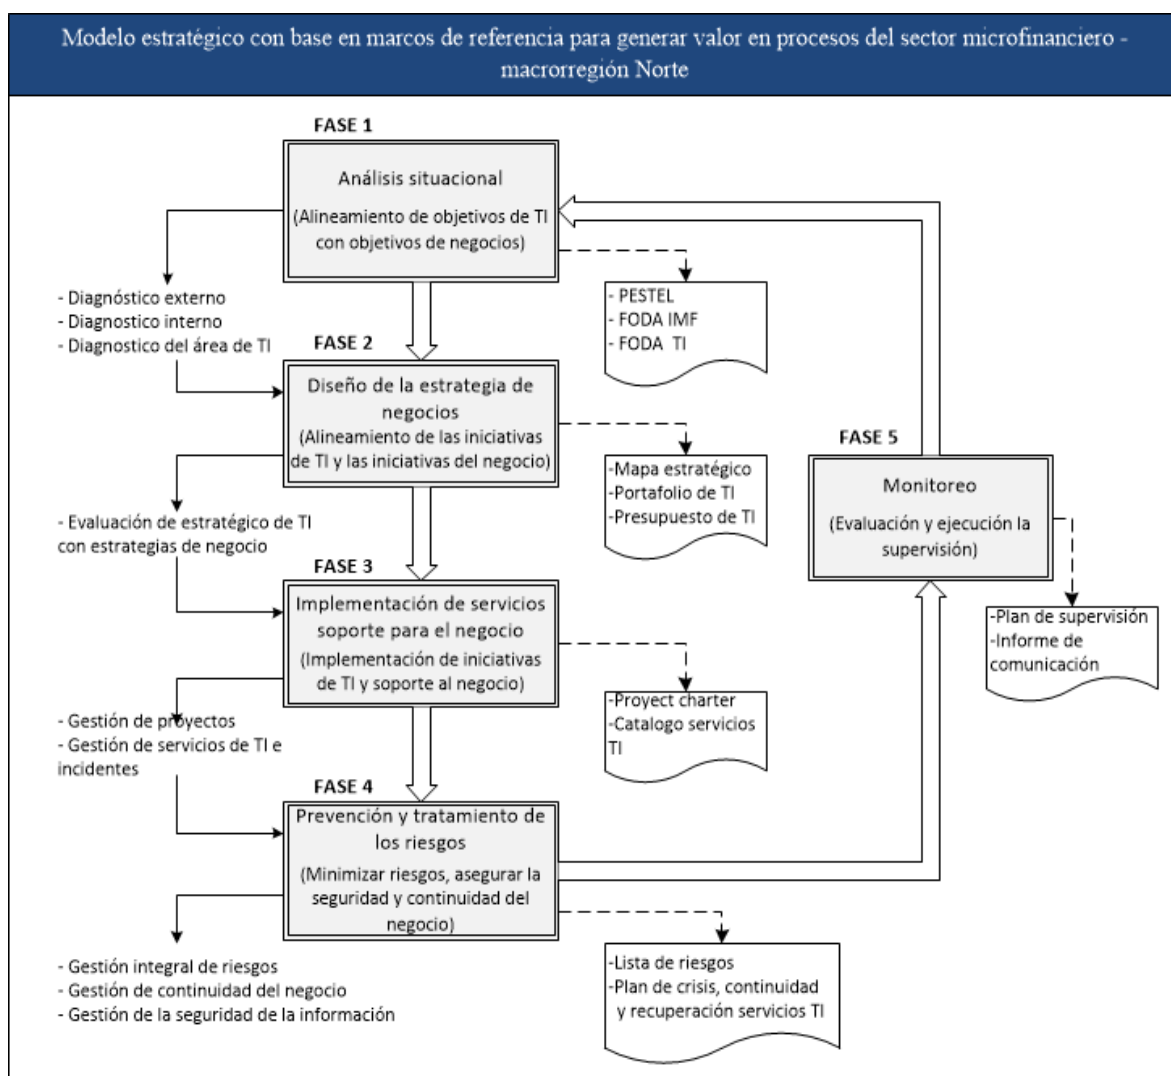 Modelo estratégico con base en marcos de referencia para generar valor en procesos del sector microfinanciero -
macrorregión Norte
FASE 1
Análisis situacional
(Alineamiento de objetivos de TI
con objetivos de negocios)
- Diagnóstico externo
- Diagnostico interno
- Diagnostico del área de TI
- PESTEL
- FODA IMF
- FODA TI
FASE 2
Diseño de la estrategia de
negocios
(Alineamiento de las iniciativas
de TI y las iniciativas del negocio)
- Evaluación de estratégico de TI
con estrategias de negocio
-Mapa estratégico
-Portafolio de TI
-Presupuesto de TI
FASE 3
Implementación de servicios
soporte para el negocio
(Implementación de iniciativas
de TI y soporte al negocio)
- Gestión de proyectos
- Gestión de servicios de TI e
incidentes
-Proyect charter
-Catalogo servicios
TI
FASE 4
Prevención y tratamiento de
los riesgos
(Minimizar riesgos, asegurar la
seguridad y continuidad del
negocio)
- Gestión integral de riesgos
- Gestión de continuidad del negocio
- Gestión de la seguridad de la información
-Lista de riesgos
-Plan de crisis, continuidad
y recuperación servicios TI
FASE 5
Monitoreo
(Evaluación y ejecución la
supervisión)
-Plan de supervisión
-Informe de
comunicación